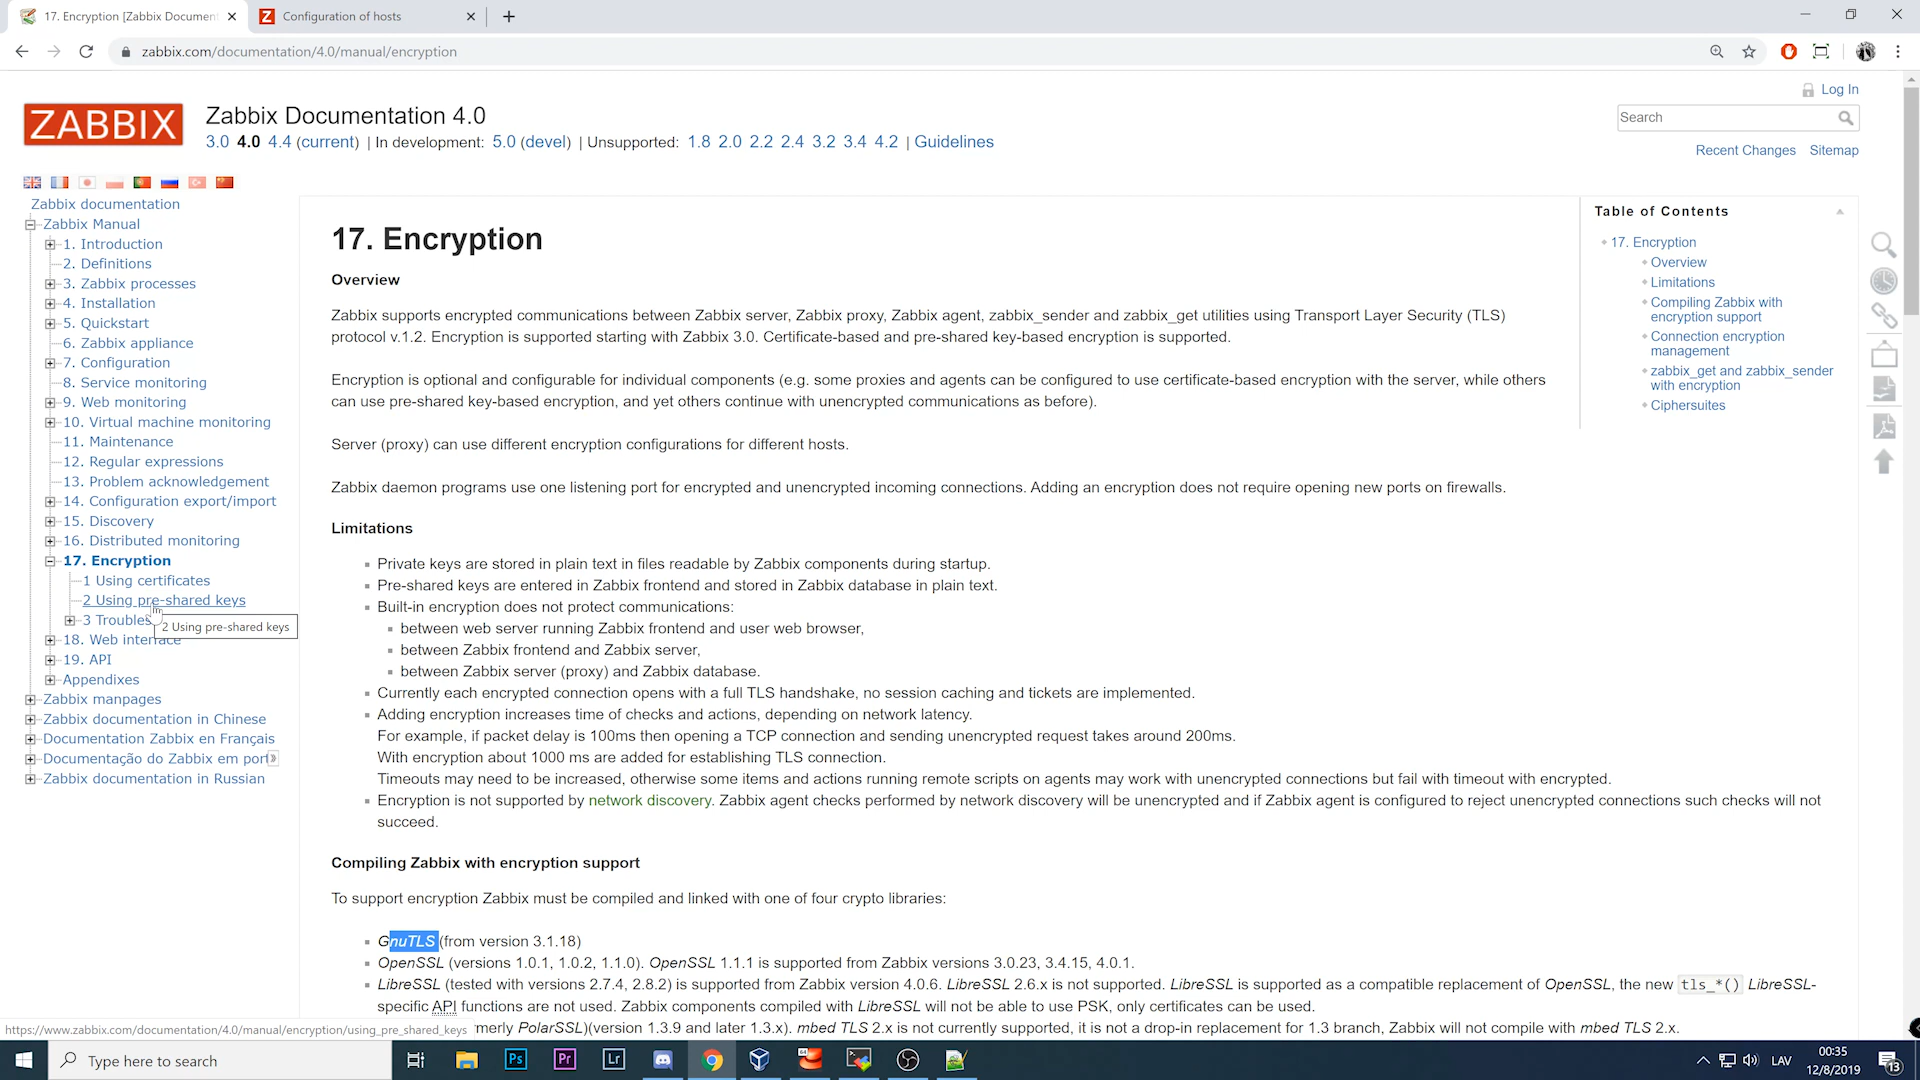 17. Encryption [Zabbix Document
Configuration of hosts
zabbix.com/documentation/4.0/manual/encryption
Log In
ZABBIX
Zabbix Documentation 4.0
3.0 4.0 4.4 (current) | In development: 5.0 (devel) | Unsupported: 1.8 2.0 2.2 2.4 3.2 3.4 4.2 | Guidelines
Search
Recent Changes Sitemap
Zabbix documentation
Zabbix Manual
1. Introduction
2. Definitions
3. Zabbix processes
4. Installation
5. Quickstart
6. Zabbix appliance
7. Configuration
8. Service monitoring
9. Web monitoring
10. Virtual machine monitoring
11. Maintenance
12. Regular expressions
13. Problem acknowledgement
14. Configuration export/import
15. Discovery
16. Distributed monitoring
17. Encryption
1 Using certificates
2 Using pre-shared keys
3 Troubles
2 Using pre-shared keys
18. Web interface
19. API
Appendixes
Zabbix manpages
Zabbix documentation in Chinese
Documentation Zabbix en Français
Documentação do Zabbix em port
Zabbix documentation in Russian
17. Encryption
Overview
Zabbix supports encrypted communications between Zabbix server, Zabbix proxy, Zabbix agent, zabbix_sender and zabbix_get utilities using Transport Layer Security (TLS)
protocol v.1.2. Encryption is supported starting with Zabbix 3.0. Certificate-based and pre-shared key-based encryption is supported.
Encryption is optional and configurable for individual components (e.g. some proxies and agents can be configured to use certificate-based encryption with the server, while others
can use pre-shared key-based encryption, and yet others continue with unencrypted communications as before).
Server (proxy) can use different encryption configurations for different hosts.
Zabbix daemon programs use one listening port for encrypted and unencrypted incoming connections. Adding an encryption does not require opening new ports on firewalls.
Limitations
Private keys are stored in plain text in files readable by Zabbix components during startup.
Pre-shared keys are entered in Zabbix frontend and stored in Zabbix database in plain text.
Built-in encryption does not protect communications:
between web server running Zabbix frontend and user web browser,
between Zabbix frontend and Zabbix server,
between Zabbix server (proxy) and Zabbix database.
Currently each encrypted connection opens with a full TLS handshake, no session caching and tickets are implemented.
Adding encryption increases time of checks and actions, depending on network latency.
For example, if packet delay is 100ms then opening a TCP connection and sending unencrypted request takes around 200ms.
With encryption about 1000 ms are added for establishing TLS connection.
Timeouts may need to be increased, otherwise some items and actions running remote scripts on agents may work with unencrypted connections but fail with timeout with encrypted.
Encryption is not supported by network discovery. Zabbix agent checks performed by network discovery will be unencrypted and if Zabbix agent is configured to reject unencrypted connections such checks will not
succeed.
Compiling Zabbix with encryption support
To support encryption Zabbix must be compiled and linked with one of four crypto libraries:
GnuTLS (from version 3.1.18)
OpenSSL (versions 1.0.1, 1.0.2, 1.1.0). OpenSSL 1.1.1 is supported from Zabbix versions 3.0.23, 3.4.15, 4.0.1.
LibreSSL (tested with versions 2.7.4, 2.8.2) is supported from Zabbix version 4.0.6. LibreSSL 2.6.x is not supported. LibreSSL is supported as a compatible replacement of OpenSSL, the new tls_*() LibreSSL-
specific API functions are not used. Zabbix components compiled with LibreSSL will not be able to use PSK, only certificates can be used.
merly PolarSSL)(version 1.3.9 and later 1.3.x). mbed TLS 2.x is not currently supported, it is not a drop-in replacement for 1.3 branch, Zabbix will not compile with mbed TLS 2.x.
Table of Contents
17. Encryption
Overview
Limitations
Compiling Zabbix with
encryption support
Connection encryption
management
zabbix_get and zabbix_sender
with encryption
Ciphersuites
https://www.zabbix.com/documentation/4.0/manual/encryption/using_pre_shared_keys
Type here to search
Ps
Pr
Lr
64
LAV
00:35
12/8/2019
13